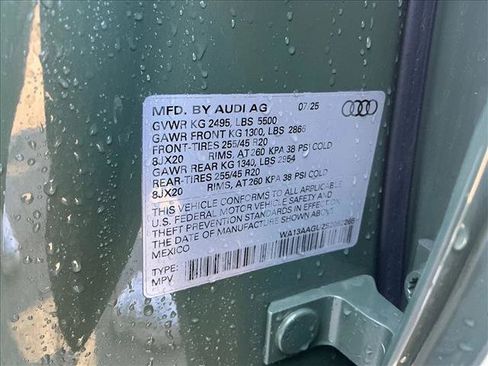 MFD. BY AUDI AG 07/25
GVWR KG 2495, LBS 5500
GAWR FRONT KG 1300, LBS 2866
FRONT-TIRES 255/45 R20
8JX20 RIMS, AT 260 KPA 38 PSI COLD
GAWR REAR KG 1340, LBS 2954
REAR-TIRES 255/45 R20
8JX20 RIMS, AT 260 KPA 38 PSI COLD
THIS VEHICLE CONFORMS TO ALL APPLICABLE
U.S. FEDERAL MOTOR VEHICLE SAFETY AND
THEFT PREVENTION STANDARDS IN EFFECT ON
THE DATE OF MANUFACTURE SHOWN ABOVE
MEXICO
TYPE:
MPV